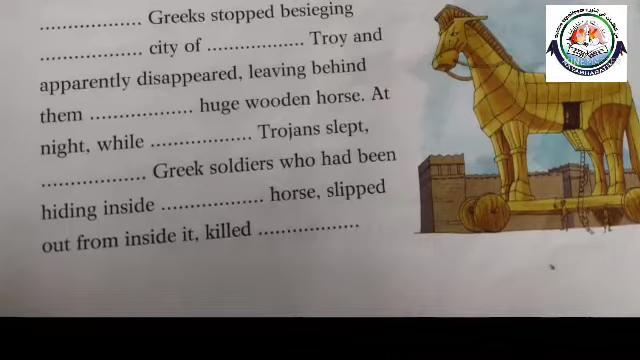 .................. Greeks stopped besieging
.................. city of .................. Troy and
apparently disappeared, leaving behind
them .................. huge wooden horse. At
night, while .................. Trojans slept,
.................. Greek soldiers who had been
hiding inside .................. horse, slipped
out from inside it, killed ..................